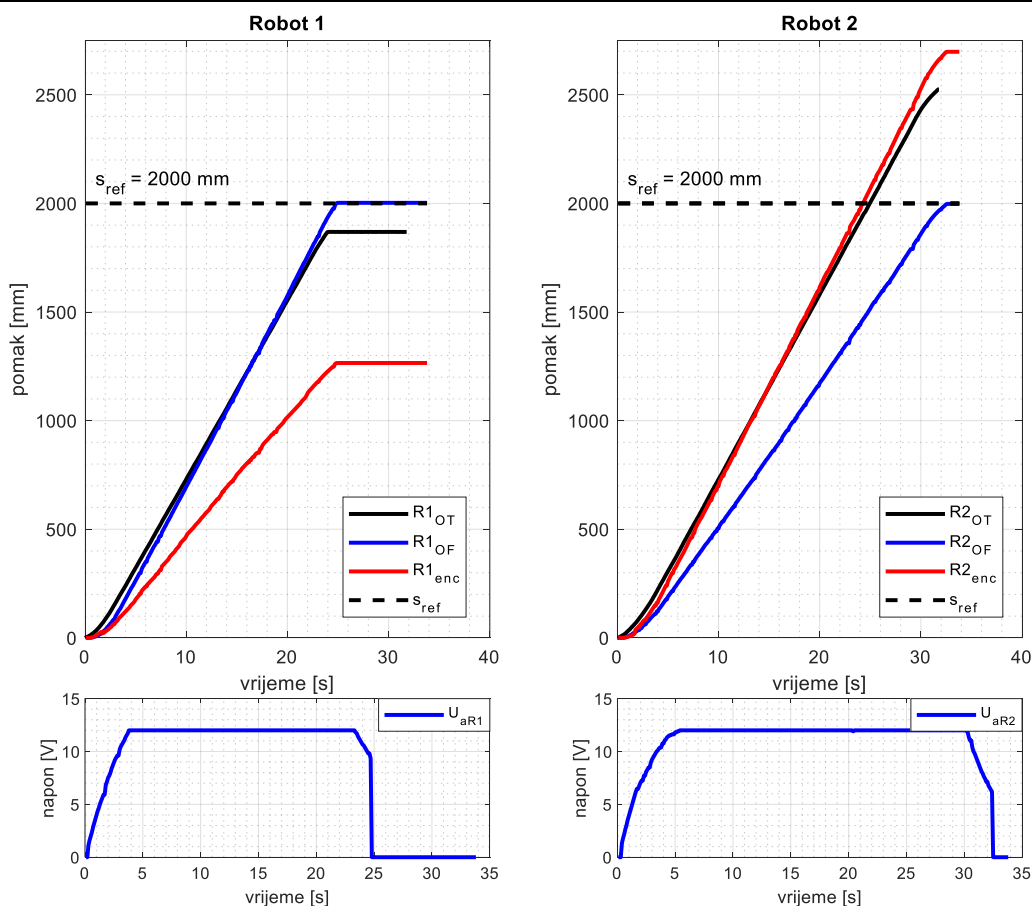 Robot 1
pomak [mm]
2500
2000
1500
1000
500
0
s_ref = 2000 mm
R1_OT
R1_OF
R1_enc
s_ref
0 10 20 30 40
vrijeme [s]
Robot 2
pomak [mm]
2500
2000
1500
1000
500
0
s_ref = 2000 mm
R2_OT
R2_OF
R2_enc
s_ref
0 10 20 30 40
vrijeme [s]
napon [V]
15
10
5
0
U_aR1
0 5 10 15 20 25 30 35
vrijeme [s]
napon [V]
15
10
5
0
U_aR2
0 5 10 15 20 25 30 35
vrijeme [s]